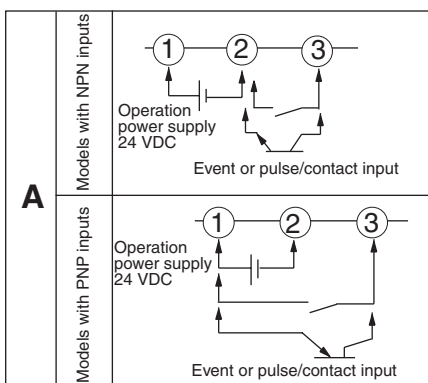 A
Models with NPN inputs
1 2 3
Operation
power supply
24 VDC
Event or pulse/contact input
Models with PNP inputs
1 2 3
Operation
power supply
24 VDC
Event or pulse/contact input